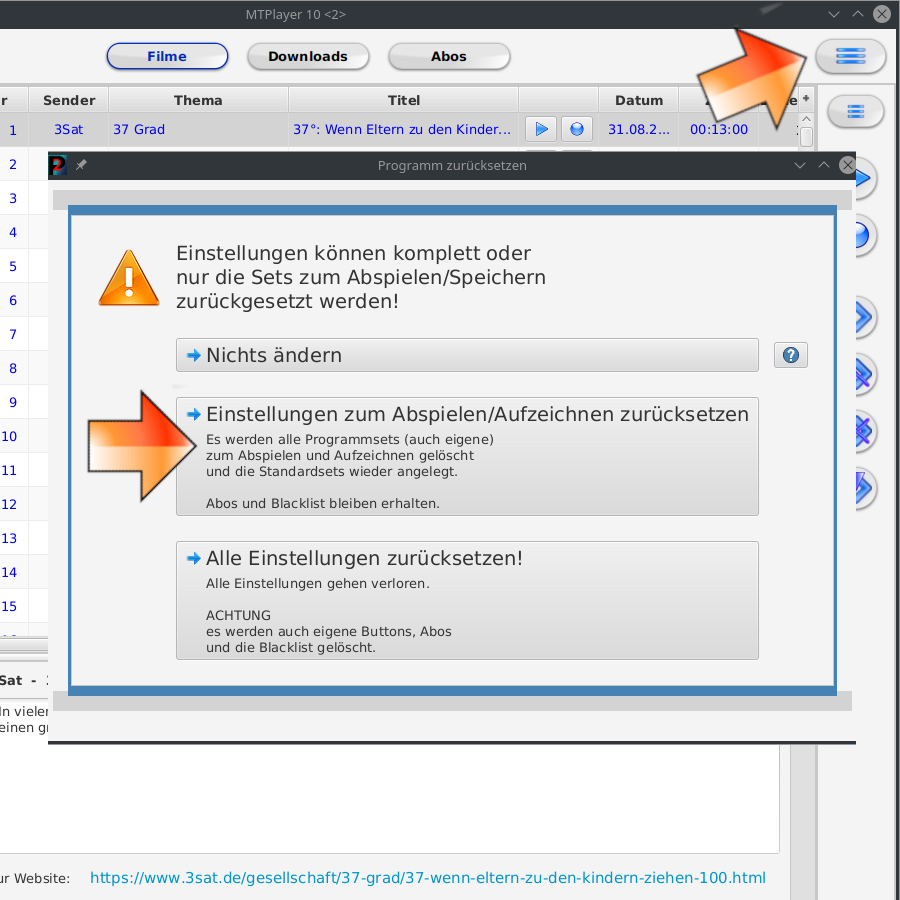 MTPlayer 10 <2>
Filme Downloads Abos
r Sender Thema Titel Datum
1 3Sat 37 Grad 37°: Wenn Eltern zu den Kinder... 31.08.2... 00:13:00
2
Programm zurücksetzen
3
4
5
6
7
8
9
10
11
12
13
14
15
Einstellungen können komplett oder
nur die Sets zum Abspielen/Speichern
zurückgesetzt werden!
Nichts ändern
Einstellungen zum Abspielen/Aufzeichnen zurücksetzen
Es werden alle Programmsets (auch eigene)
zum Abspielen und Aufzeichnen gelöscht
und die Standardsets wieder angelegt.
Abos und Blacklist bleiben erhalten.
Alle Einstellungen zurücksetzen!
Alle Einstellungen gehen verloren.
ACHTUNG
es werden auch eigene Buttons, Abos
und die Blacklist gelöscht.
Sat -
In vieler
einen g
ur Website: https://www.3sat.de/gesellschaft/37-grad/37-wenn-eltern-zu-den-kindern-ziehen-100.html